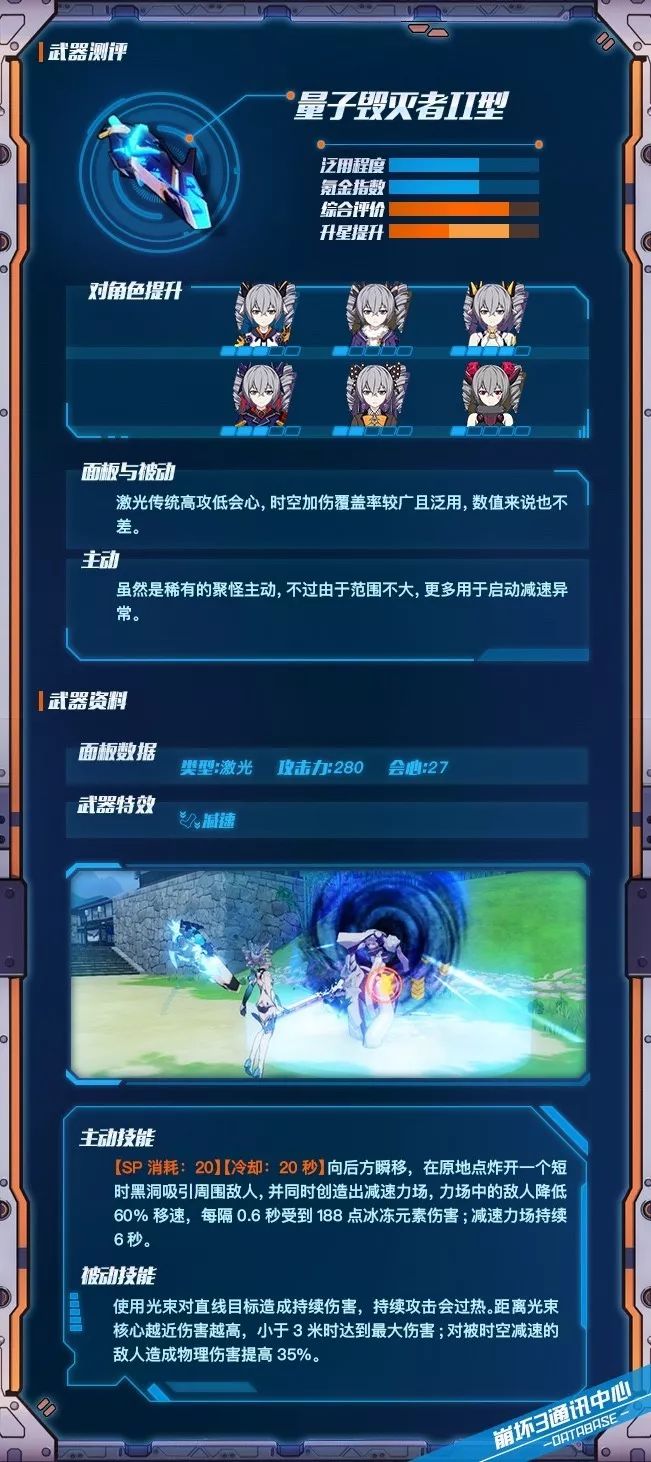 武器测评
量子毁灭者II型
泛用程度
氪金指数
综合评价
升星提升
对角色提升
面板与被动
激光传统高攻低会心，时空加伤覆盖率较广且泛用，数值来说也不
差。
主动
虽然是稀有的聚怪主动，不过由于范围不大，更多用于启动减速异
常。
武器资料
面板数据
类型:激光 攻击力:280 会心:27
武器特效
减速
主动技能
【SP 消耗：20】【冷却：20 秒】向后方瞬移，在原地点炸开一个短
时黑洞吸引周围敌人，并同时创造出减速力场，力场中的敌人降低
60% 移速，每隔 0.6 秒受到 188 点冰冻元素伤害；减速力场持续
6 秒。
被动技能
使用光束对直线目标造成持续伤害，持续攻击会过热。距离光束
核心越近伤害越高，小于 3 米时达到最大伤害；对被时空减速的
敌人造成物理伤害提高 35%。
崩坏3通讯中心
—DATABASE—